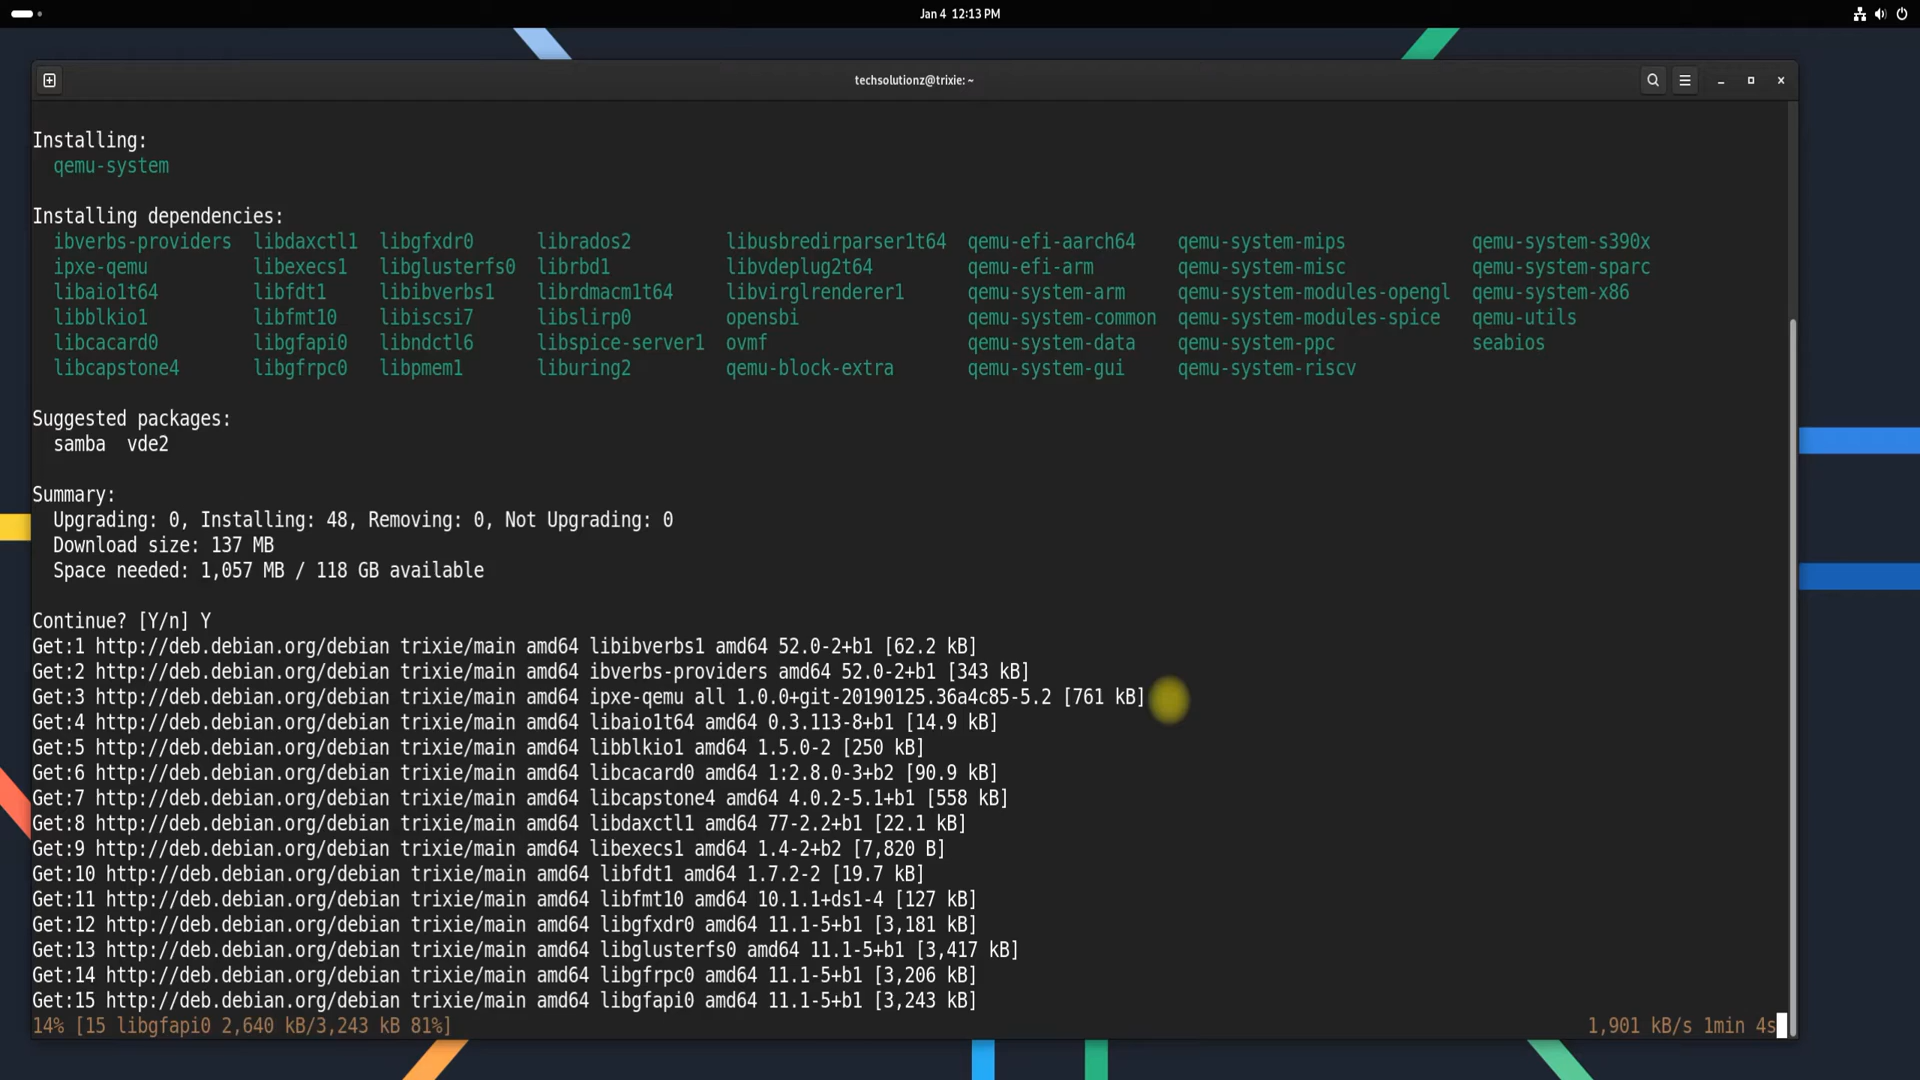 Jan 4 12:13 PM
techsolutionz@trixie: ~
Installing:
qemu-system
Installing dependencies:
ibverbs-providers libdaxctl1 libgfxdr0 librados2 libusbredirparser1t64 qemu-efi-aarch64 qemu-system-mips qemu-system-s390x
ipxe-qemu libexecs1 libglusterfs0 librbd1 libvdeplug2t64 qemu-efi-arm qemu-system-misc qemu-system-sparc
libaio1t64 libfdt1 libibverbs1 librdmacm1t64 libvirglrenderer1 qemu-system-arm qemu-system-modules-opengl qemu-system-x86
libblkio1 libfmt10 libiscsi7 libslirp0 opensbi qemu-system-common qemu-system-modules-spice qemu-utils
libcacard0 libgfapi0 libndctl6 libspice-server1 ovmf qemu-system-data qemu-system-ppc seabios
libcapstone4 libgfrpc0 libpmem1 liburing2 qemu-block-extra qemu-system-gui qemu-system-riscv
Suggested packages:
samba vde2
Summary:
Upgrading: 0, Installing: 48, Removing: 0, Not Upgrading: 0
Download size: 137 MB
Space needed: 1,057 MB / 118 GB available
Continue? [Y/n] Y
Get:1 http://deb.debian.org/debian trixie/main amd64 libibverbs1 amd64 52.0-2+b1 [62.2 kB]
Get:2 http://deb.debian.org/debian trixie/main amd64 ibverbs-providers amd64 52.0-2+b1 [343 kB]
Get:3 http://deb.debian.org/debian trixie/main amd64 ipxe-qemu all 1.0.0+git-20190125.36a4c85-5.2 [761 kB]
Get:4 http://deb.debian.org/debian trixie/main amd64 libaio1t64 amd64 0.3.113-8+b1 [14.9 kB]
Get:5 http://deb.debian.org/debian trixie/main amd64 libblkio1 amd64 1.5.0-2 [250 kB]
Get:6 http://deb.debian.org/debian trixie/main amd64 libcacard0 amd64 1:2.8.0-3+b2 [90.9 kB]
Get:7 http://deb.debian.org/debian trixie/main amd64 libcapstone4 amd64 4.0.2-5.1+b1 [558 kB]
Get:8 http://deb.debian.org/debian trixie/main amd64 libdaxctl1 amd64 77-2.2+b1 [22.1 kB]
Get:9 http://deb.debian.org/debian trixie/main amd64 libexecs1 amd64 1.4-2+b2 [7,820 B]
Get:10 http://deb.debian.org/debian trixie/main amd64 libfdt1 amd64 1.7.2-2 [19.7 kB]
Get:11 http://deb.debian.org/debian trixie/main amd64 libfmt10 amd64 10.1.1+ds1-4 [127 kB]
Get:12 http://deb.debian.org/debian trixie/main amd64 libgfxdr0 amd64 11.1-5+b1 [3,181 kB]
Get:13 http://deb.debian.org/debian trixie/main amd64 libglusterfs0 amd64 11.1-5+b1 [3,417 kB]
Get:14 http://deb.debian.org/debian trixie/main amd64 libgfrpc0 amd64 11.1-5+b1 [3,206 kB]
Get:15 http://deb.debian.org/debian trixie/main amd64 libgfapi0 amd64 11.1-5+b1 [3,243 kB]
14% [15 libgfapi0 2,640 kB/3,243 kB 81%] 1,901 kB/s 1min 4s